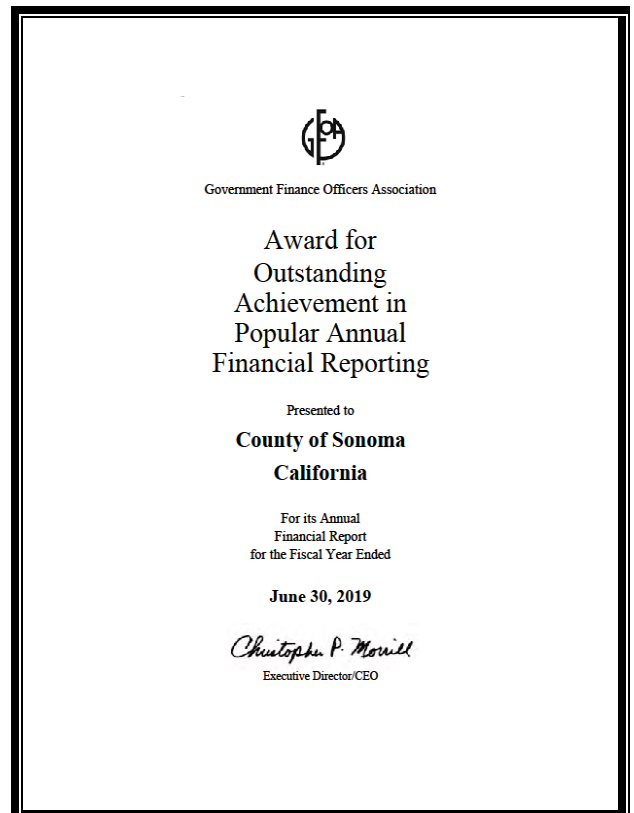 GFOA
Government Finance Officers Association
Award for
Outstanding
Achievement in
Popular Annual
Financial Reporting
Presented to
County of Sonoma
California
For its Annual
Financial Report
for the Fiscal Year Ended
June 30, 2019
Christopher P. Morrill
Executive Director/CEO